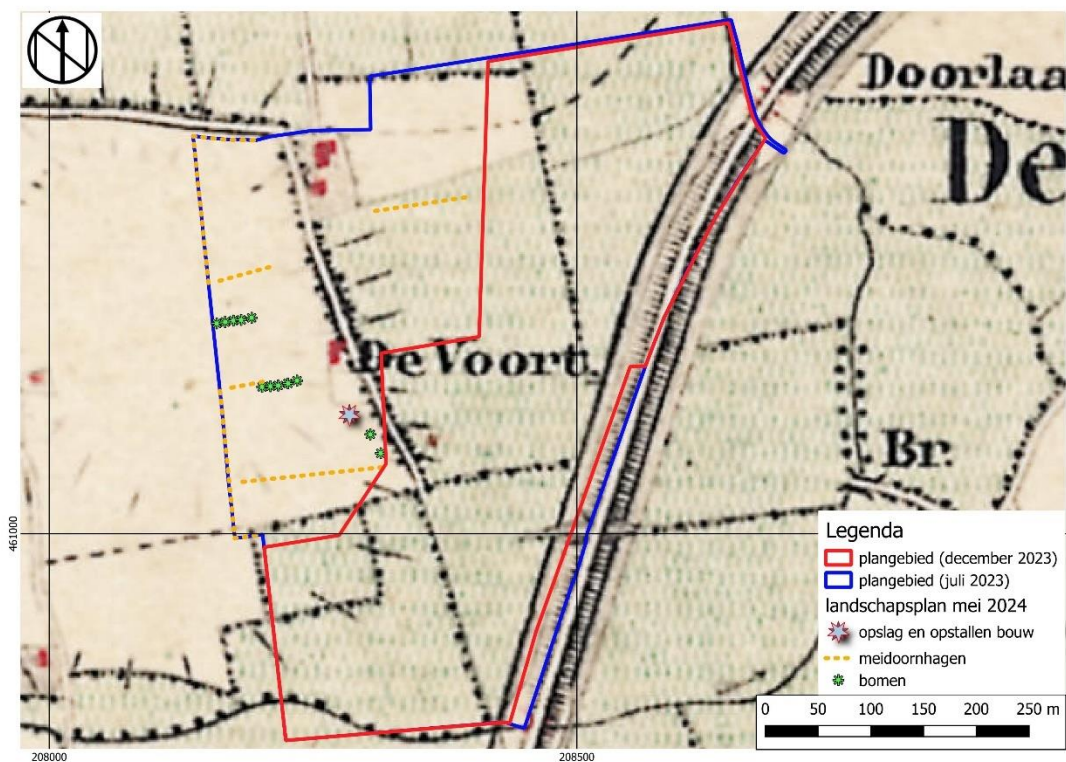 Doorlaa
De
De Voort.
Br.
461000
Legenda
plangebied (december 2023)
plangebied (juli 2023)
landschapsplan mei 2024
opslag en opstallen bouw
meidoornhagen
bomen
0 50 100 150 200 250 m
208000 208500